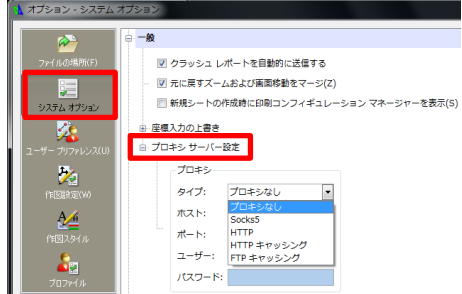 オプション - システム オプション
一般
ファイルの場所(F)
クラッシュ レポートを自動的に送信する
元に戻すズームおよび画面移動をマージ(Z)
システム オプション
新規シートの作成時に印刷コンフィギュレーション マネージャーを表示(S)
座標入力の上書き
ユーザー プリファレンス(U)
プロキシ サーバー設定
プロキシ
作図設定(W)
タイプ:
プロキシなし
ホスト:
プロキシなし
Socks5
ポート:
HTTP
作図スタイル
HTTP キャッシング
ユーザー:
FTP キャッシング
パスワード:
プロファイル